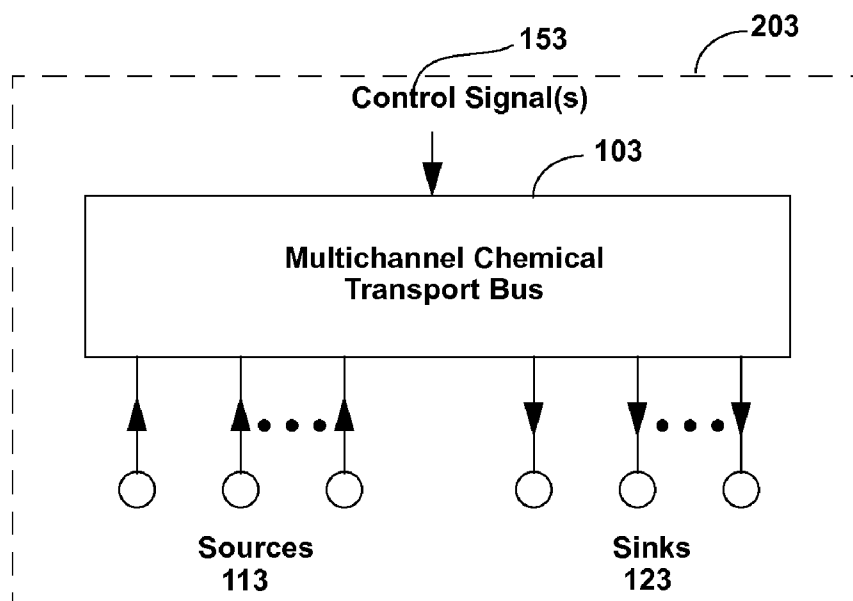 153
203
Control Signal(s)
103
Multichannel Chemical
Transport Bus
Sources
113
Sinks
123